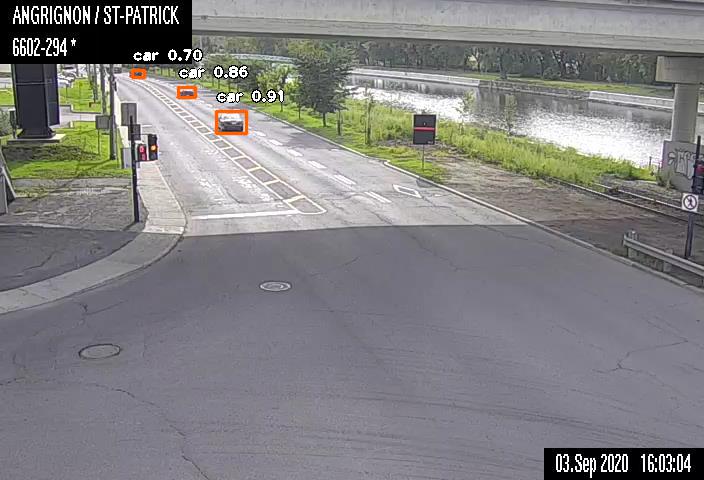 ANGRIGNON / ST-PATRICK
6602-294 *
car 0.70
car 0.86
car 0.91
03.Sep 2020 16:03:04